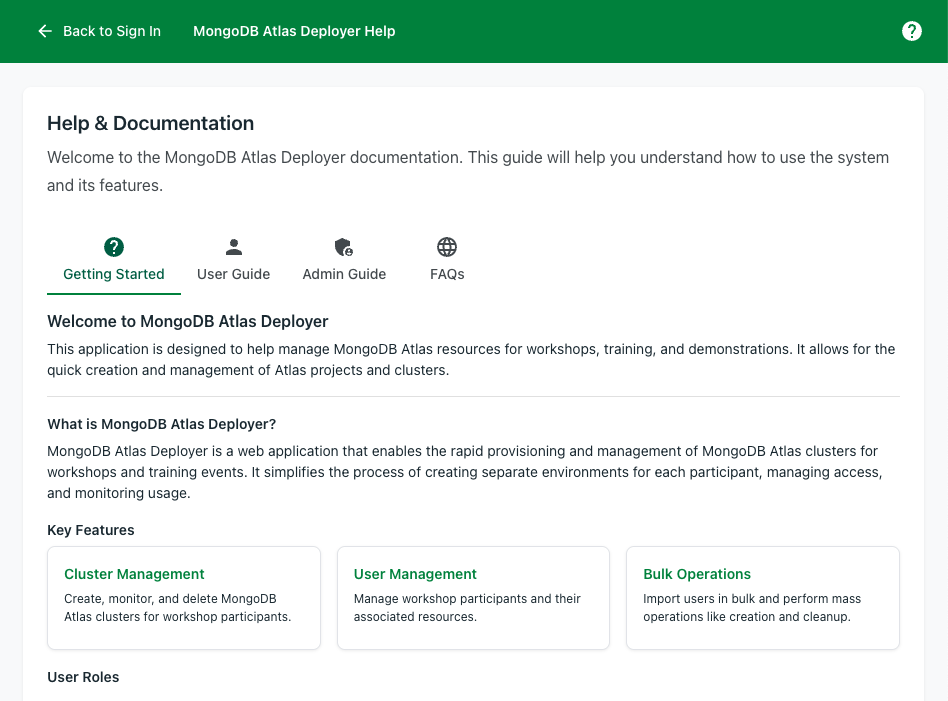 Back to Sign In MongoDB Atlas Deployer Help ?
Help & Documentation
Welcome to the MongoDB Atlas Deployer documentation. This guide will help you understand how to use the system
and its features.
?
Getting Started User Guide Admin Guide FAQs
Welcome to MongoDB Atlas Deployer
This application is designed to help manage MongoDB Atlas resources for workshops, training, and demonstrations. It allows for the
quick creation and management of Atlas projects and clusters.
What is MongoDB Atlas Deployer?
MongoDB Atlas Deployer is a web application that enables the rapid provisioning and management of MongoDB Atlas clusters for
workshops and training events. It simplifies the process of creating separate environments for each participant, managing access,
and monitoring usage.
Key Features
Cluster Management
Create, monitor, and delete MongoDB
Atlas clusters for workshop participants.
User Management
Manage workshop participants and their
associated resources.
Bulk Operations
Import users in bulk and perform mass
operations like creation and cleanup.
User Roles